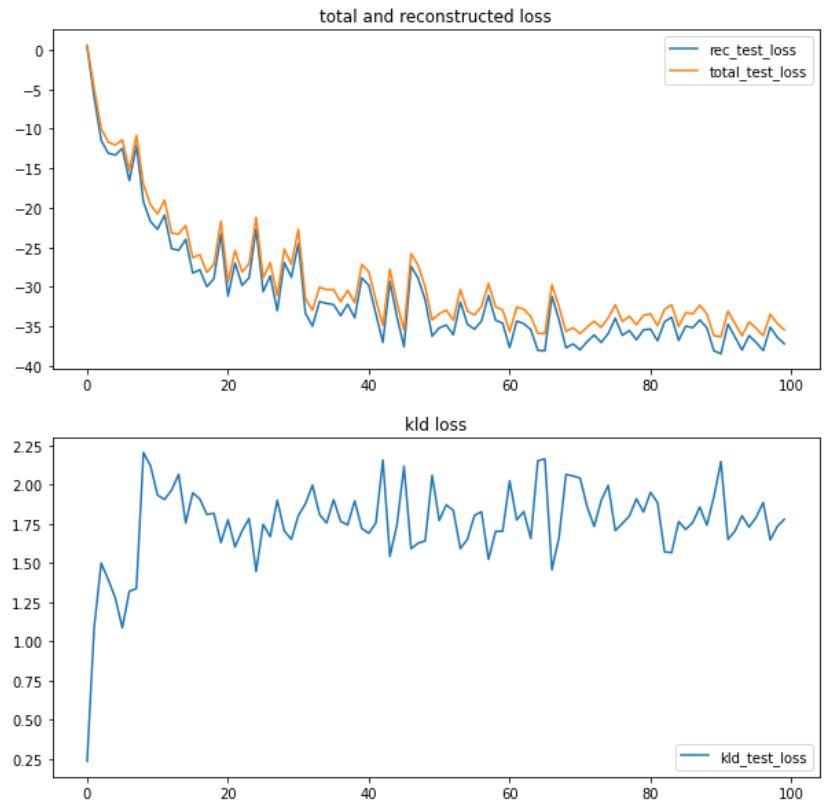 total and reconstructed loss
rec_test_loss
total_test_loss
0
−5
−10
−15
−20
−25
−30
−35
−40
0 20 40 60 80 100
kld loss
2.25
2.00
1.75
1.50
1.25
1.00
0.75
0.50
0.25
kld_test_loss
0 20 40 60 80 100